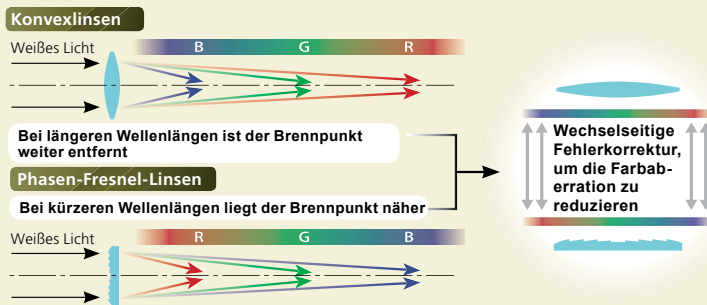 Konvexlinsen
Weißes Licht
B G R
Bei längeren Wellenlängen ist der Brennpunkt
weiter entfernt
Phasen-Fresnel-Linsen
Bei kürzeren Wellenlängen liegt der Brennpunkt näher
Weißes Licht
R G B
Wechselseitige
Fehlerkorrektur,
um die Farbab-
erration zu
reduzieren